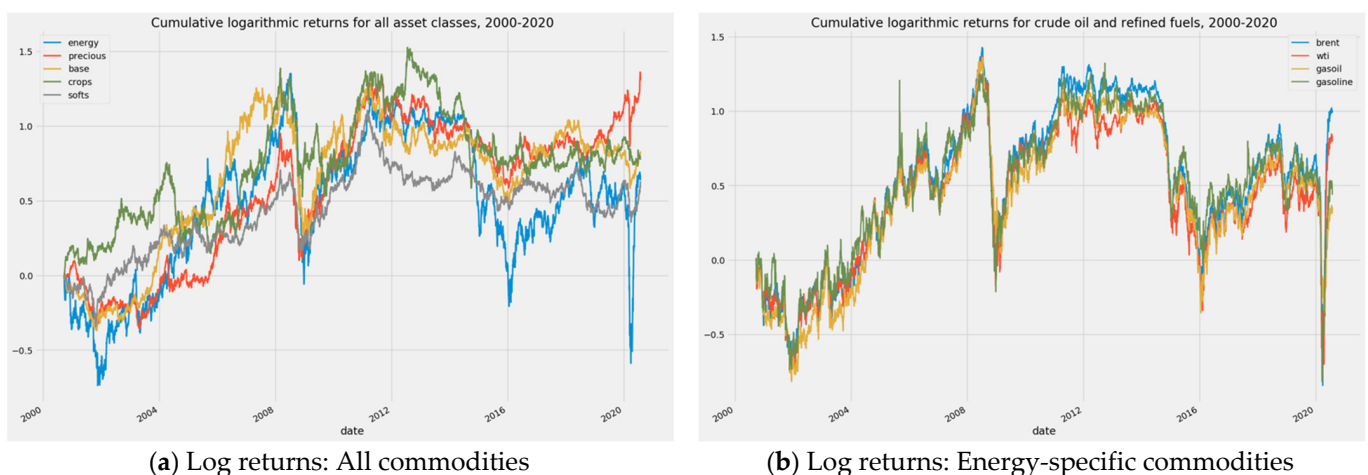 Cumulative logarithmic returns for all asset classes, 2000-2020
energy
precious
base
crops
softs
1.5
1.0
0.5
0.0
−0.5
2000
2004
2008
2012
2016
2020
date
(a) Log returns: All commodities
Cumulative logarithmic returns for crude oil and refined fuels, 2000-2020
brent
wti
gasoil
gasoline
1.5
1.0
0.5
0.0
−0.5
2000
2004
2008
2012
2016
2020
date
(b) Log returns: Energy-specific commodities